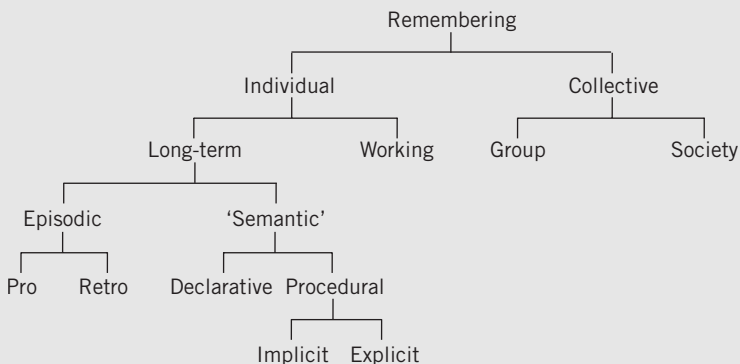 Remembering
Individual Collective
Long-term Working Group Society
Episodic ‘Semantic’
Pro Retro Declarative Procedural
Implicit Explicit